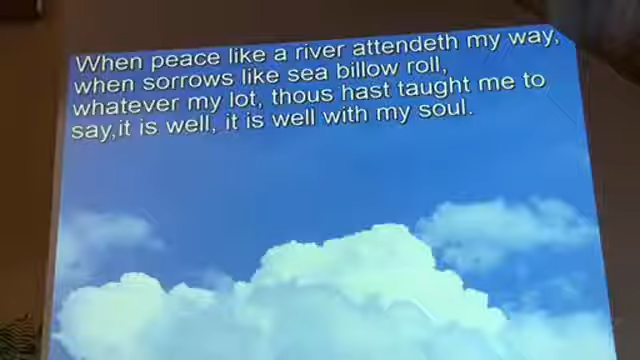 When peace like a river attendeth my way,
when sorrows like sea billow roll,
whatever my lot, thous hast taught me to
say,it is well, it is well with my soul.